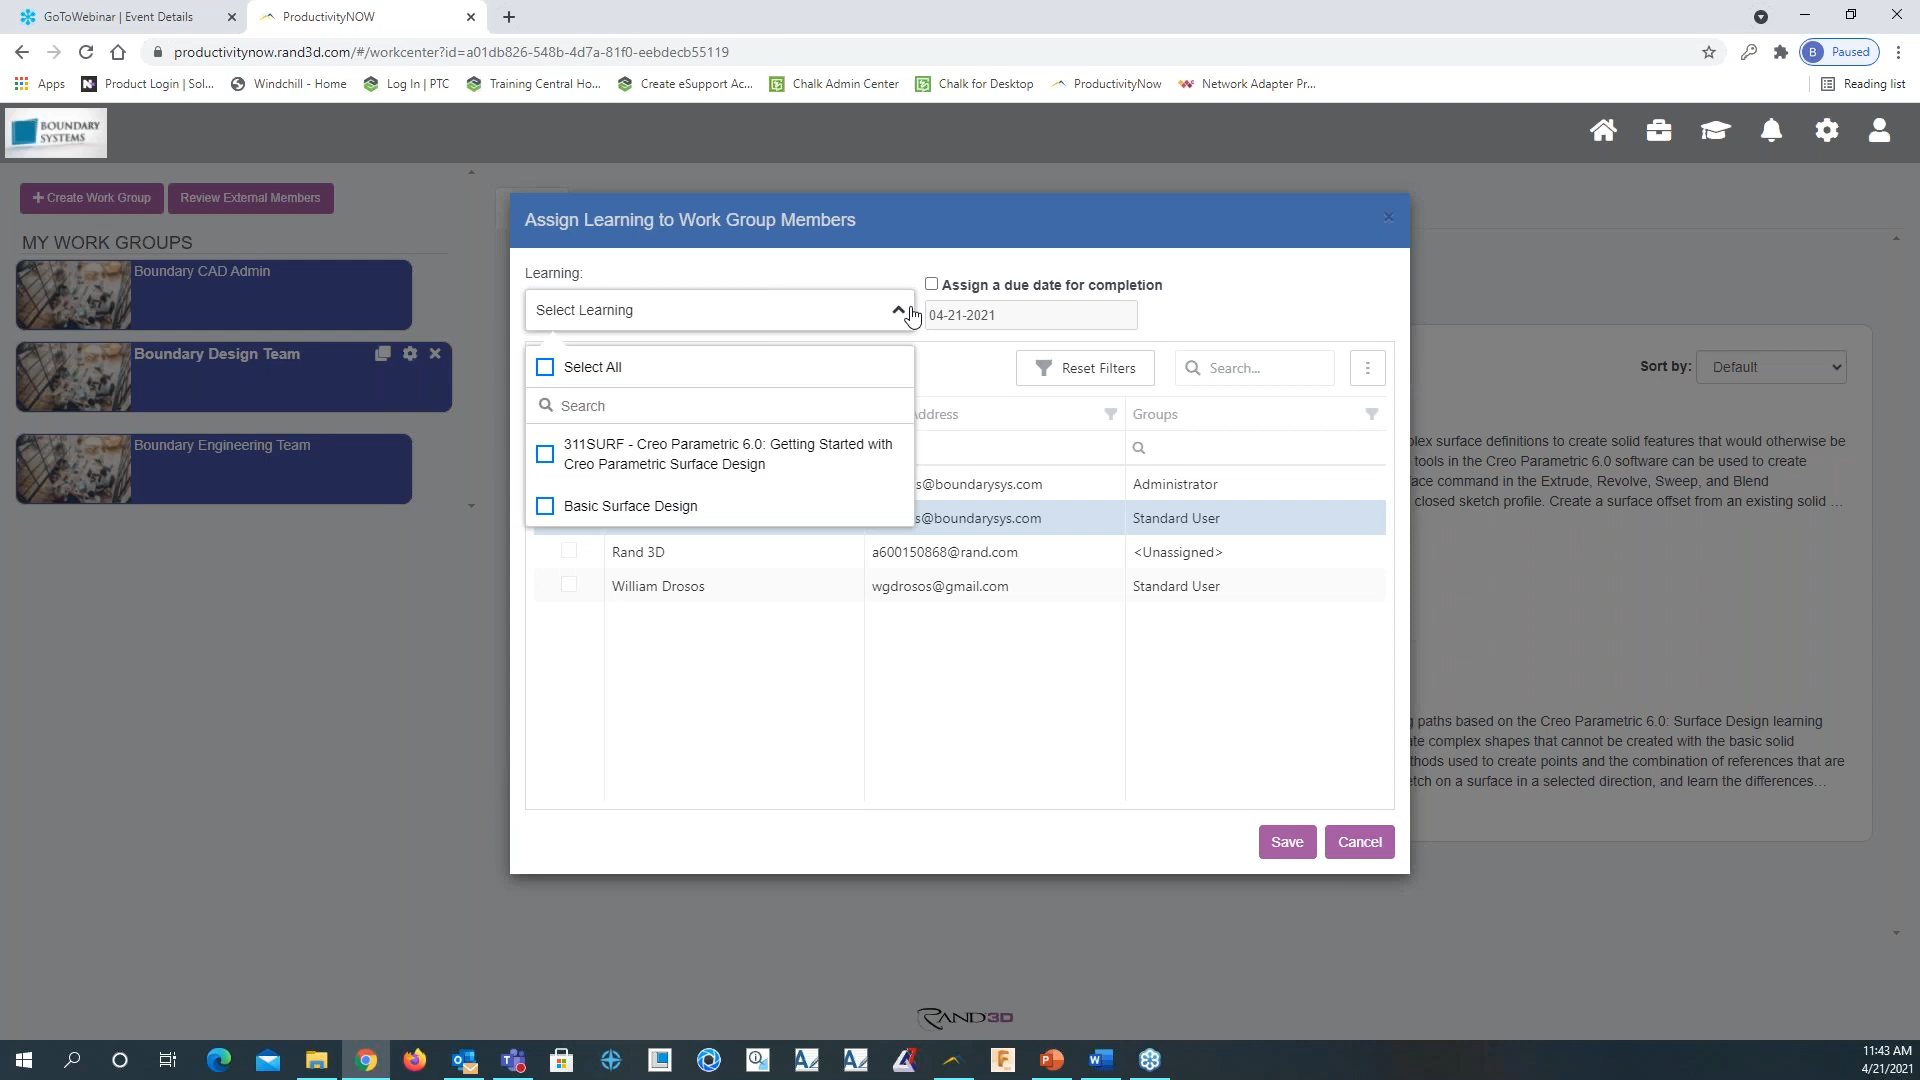 GoToWebinar | Event Details
ProductivityNOW
productivitynow.rand3d.com/#/workcenter?id=a01db826-548b-4d7a-81f0-eebdecb55119
B Paused
Apps
Product Login | Sol...
Windchill - Home
Log In | PTC
Training Central Ho...
Create eSupport Ac...
Chalk Admin Center
Chalk for Desktop
ProductivityNow
Network Adapter Pr...
Reading list
BOUNDARY
SYSTEMS
+ Create Work Group
Review External Members
MY WORK GROUPS
Boundary CAD Admin
Boundary Design Team
Boundary Engineering Team
Assign Learning to Work Group Members
Learning:
Select Learning
Assign a due date for completion
04-21-2021
Select All
Search
311SURF - Creo Parametric 6.0: Getting Started with
Creo Parametric Surface Design
Basic Surface Design
Reset Filters
Search...
ddress
Groups
s@boundarysys.com
Administrator
s@boundarysys.com
Standard User
Rand 3D
a600150868@rand.com
<Unassigned>
William Drosos
wgdrosos@gmail.com
Standard User
Save
Cancel
Sort by:
Default
lex surface definitions to create solid features that would otherwise be
tools in the Creo Parametric 6.0 software can be used to create
ace command in the Extrude, Revolve, Sweep, and Blend
closed sketch profile. Create a surface offset from an existing solid ...
paths based on the Creo Parametric 6.0: Surface Design learning
te complex shapes that cannot be created with the basic solid
thods used to create points and the combination of references that are
etch on a surface in a selected direction, and learn the differences...
RAND3D
11:43 AM
4/21/2021